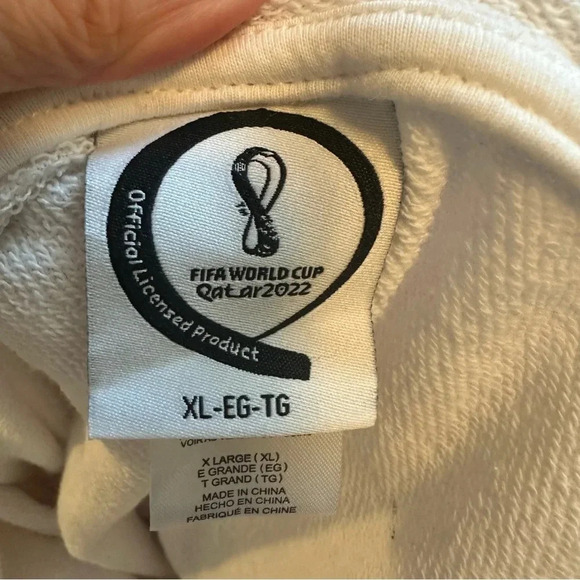 Official Licensed Product
FIFA WORLD CUP
Qatar2022
XL-EG-TG
X LARGE (XL)
E GRANDE (EG)
T GRAND (TG)
MADE IN CHINA
HECHO EN CHINA
FABRIQUE EN CHINE